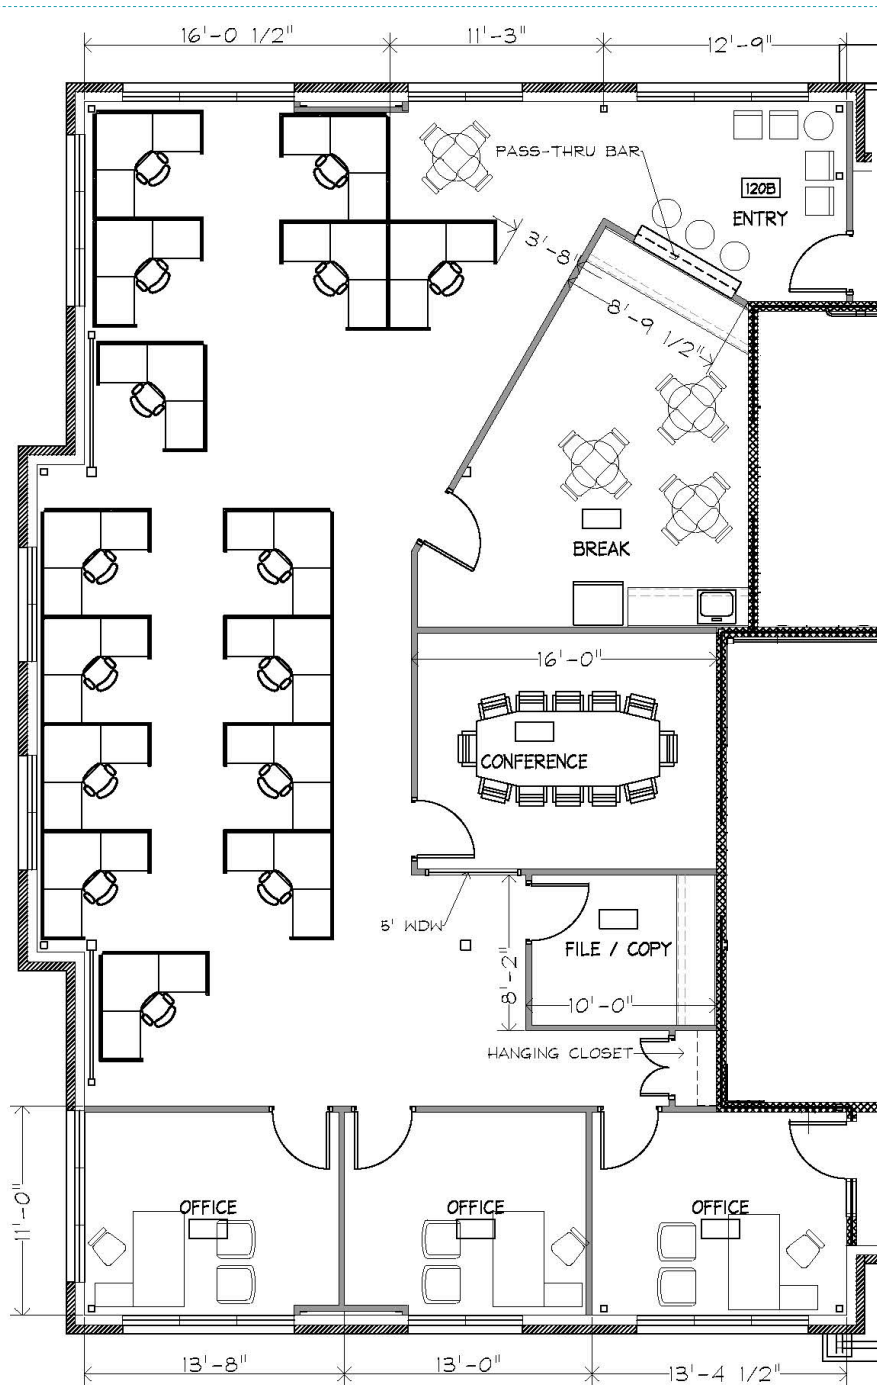 16'-0 1/2"
11'-3"
12'-9"
PASS-THRU BAR
120B
ENTRY
3'-8"
8'-9 1/2"
BREAK
16'-0"
CONFERENCE
5' WDW
FILE / COPY
8'-2"
10'-0"
HANGING CLOSET
11'-0"
OFFICE
OFFICE
OFFICE
13'-8"
13'-0"
13'-4 1/2"